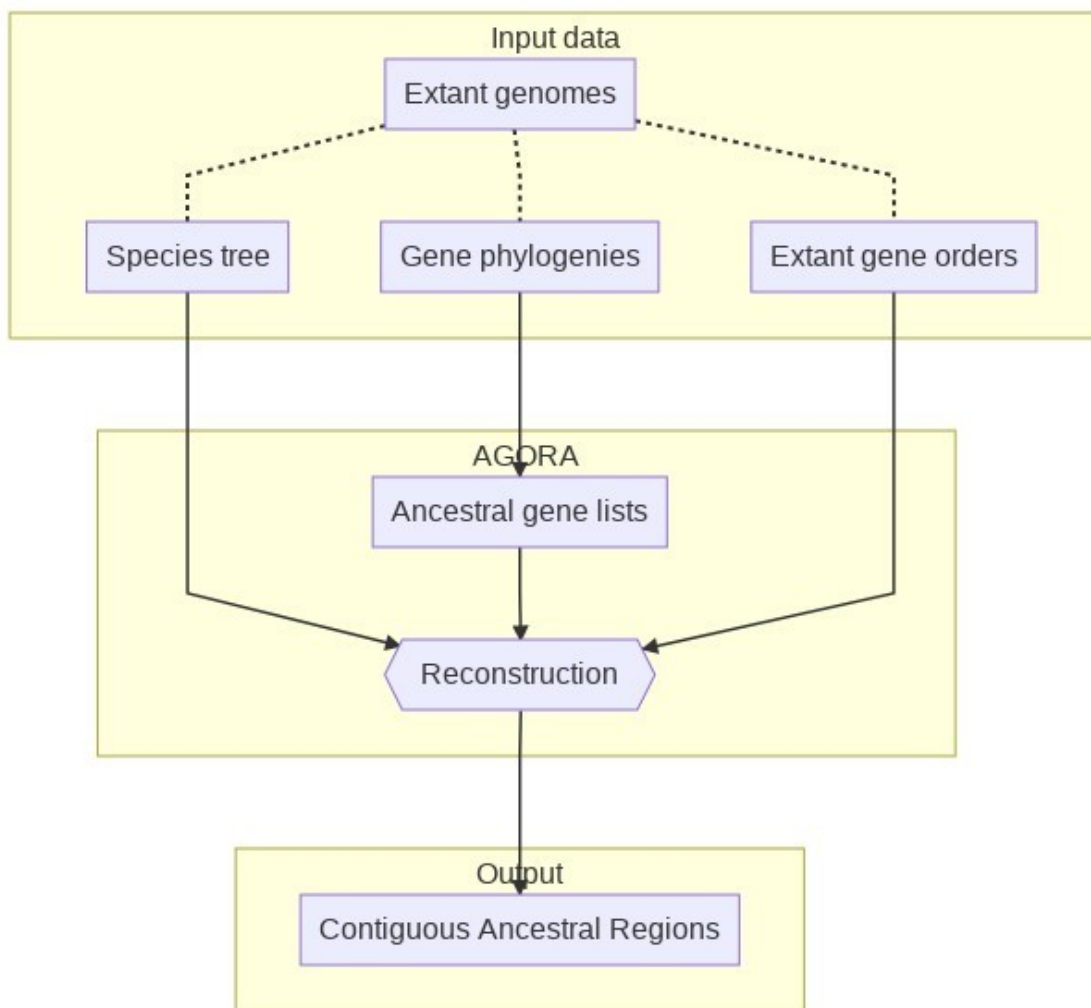 Input data
Extant genomes
Species tree
Gene phylogenies
Extant gene orders
AGORA
Ancestral gene lists
Reconstruction
Output
Contiguous Ancestral Regions